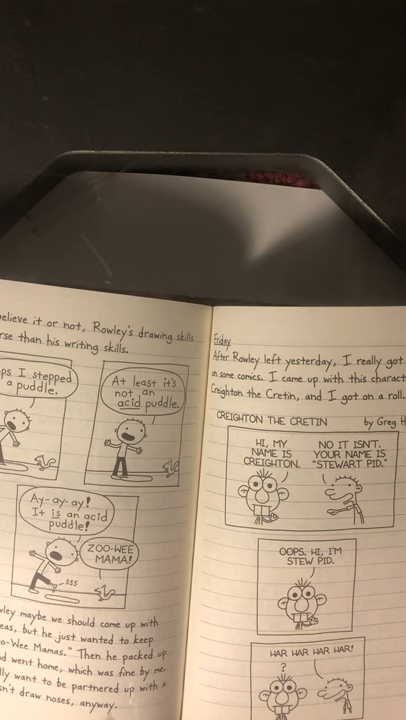 believe it or not, Rowley's drawing skills
rse than his writing skills.
ps I stepped
a puddle.
At least it's
not an
acid puddle.
Ay-ay-ay!
It is an acid
puddle!
ZOO-WEE
MAMA!
sss
wley maybe we should come up with
eas, but he just wanted to keep
o-Wee Mamas." Then he packed up
nd went home, which was fine by me.
lly want to be partnered up with a
sn't draw noses, anyway.
Friday
After Rowley left yesterday, I really got
in some comics. I came up with this charact
Creighton the Cretin, and I got on a roll.
CREIGHTON THE CRETIN by Greg H
HI, MY
NAME IS
CREIGHTON.
NO IT ISN'T.
YOUR NAME IS
"STEWART PID."
OOPS. HI, I'M
STEW PID.
HAR HAR HAR HAR!
?